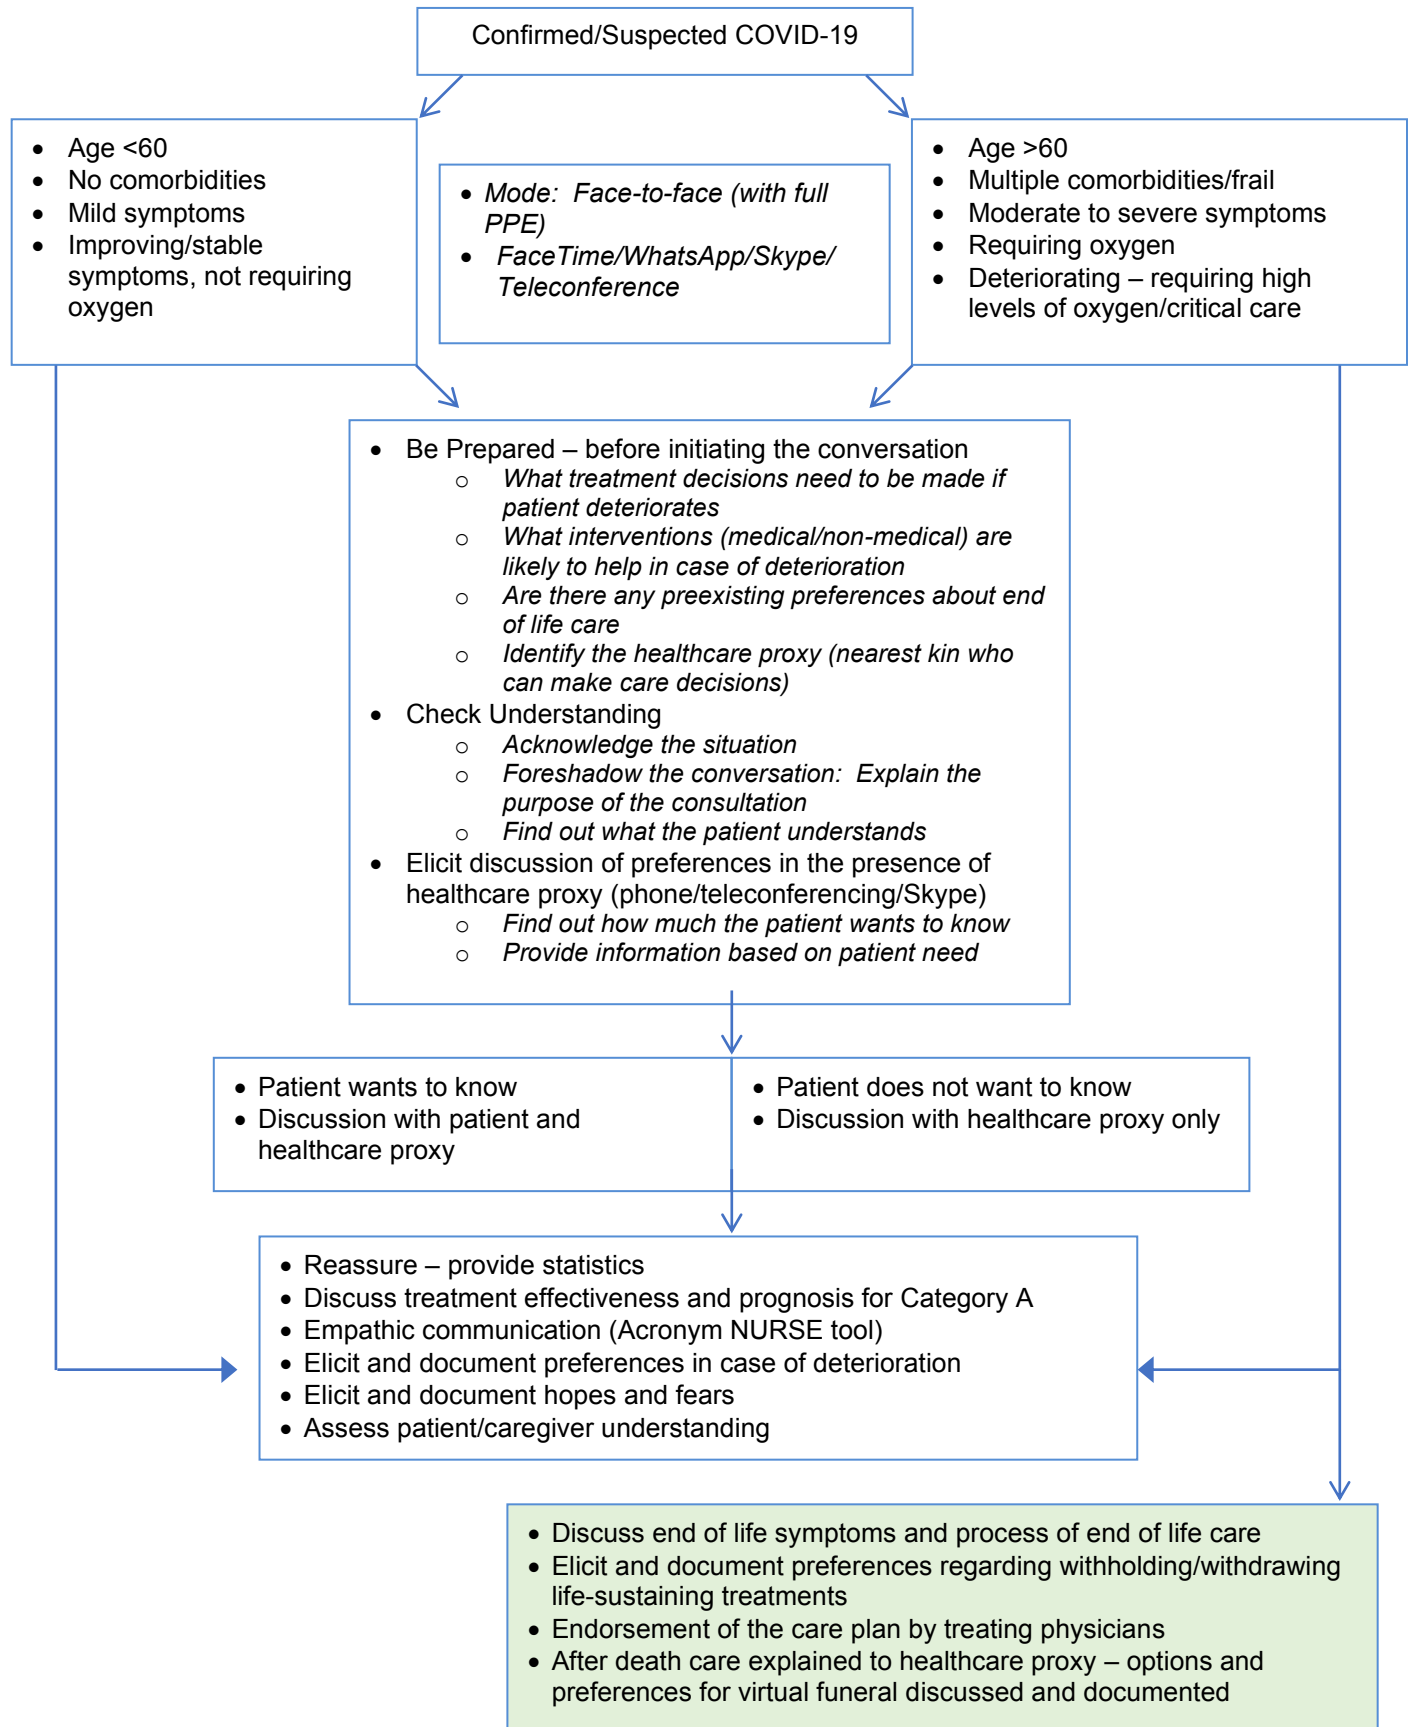 Confirmed/Suspected COVID-19
• Age <60
• No comorbidities
• Mild symptoms
• Improving/stable
symptoms, not requiring
oxygen
• Mode:  Face-to-face (with full
PPE)
• FaceTime/WhatsApp/Skype/
Teleconference
• Age >60
• Multiple comorbidities/frail
• Moderate to severe symptoms
• Requiring oxygen
• Deteriorating – requiring high
levels of oxygen/critical care
• Be Prepared – before initiating the conversation
o What treatment decisions need to be made if
patient deteriorates
o What interventions (medical/non-medical) are
likely to help in case of deterioration
o Are there any preexisting preferences about end
of life care
o Identify the healthcare proxy (nearest kin who
can make care decisions)
• Check Understanding
o Acknowledge the situation
o Foreshadow the conversation:  Explain the
purpose of the consultation
o Find out what the patient understands
• Elicit discussion of preferences in the presence of
healthcare proxy (phone/teleconferencing/Skype)
o Find out how much the patient wants to know
o Provide information based on patient need
• Patient wants to know
• Discussion with patient and
healthcare proxy
• Patient does not want to know
• Discussion with healthcare proxy only
• Reassure – provide statistics
• Discuss treatment effectiveness and prognosis for Category A
• Empathic communication (Acronym NURSE tool)
• Elicit and document preferences in case of deterioration
• Elicit and document hopes and fears
• Assess patient/caregiver understanding
• Discuss end of life symptoms and process of end of life care
• Elicit and document preferences regarding withholding/withdrawing
life-sustaining treatments
• Endorsement of the care plan by treating physicians
• After death care explained to healthcare proxy – options and
preferences for virtual funeral discussed and documented